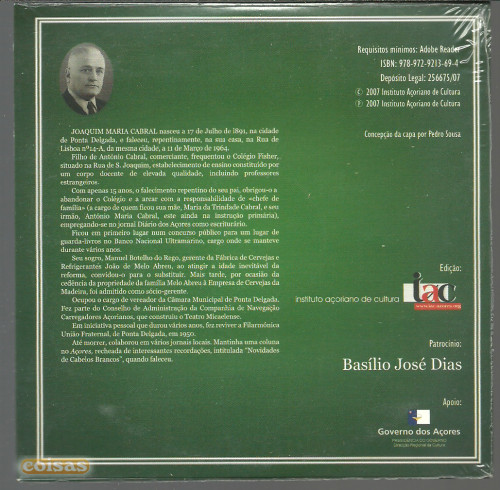 JOAQUIM MARIA CABRAL nasceu a 17 de Julho de 1891, na cidade
de Ponta Delgada, e faleceu, repentinamente, na sua casa, na Rua de
Lisboa nº14-A, da mesma cidade, a 11 de Março de 1964.
Filho de António Cabral, comerciante, frequentou o Colégio Fisher,
situado na Rua de S. Joaquim, estabelecimento de ensino constituído por
um corpo docente de elevada qualidade, incluindo professores
estrangeiros.
Com apenas 15 anos, o falecimento repentino do seu pai, obrigou-o a
abandonar o Colégio e a arcar com a responsabilidade de «chefe de
família» (a cargo de quem ficou sua mãe, Maria da Trindade Cabral, e seu
irmão, António Maria Cabral, este ainda na instrução primária),
empregando-se no jornal Diário dos Açores como escriturário.
Ficou em primeiro lugar num concurso público para um lugar de
guarda-livros no Banco Nacional Ultramarino, cargo onde se manteve
durante vários anos.
Seu sogro, Manuel Botelho do Rego, gerente da Fábrica de Cervejas e
Refrigerantes João de Melo Abreu, ao atingir a idade inevitável da
reforma, convidou-o para o substituir. Mais tarde, por ocasião da
cedência da propriedade da família Melo Abreu à Empresa de Cervejas da
Madeira, foi admitido como sócio-gerente.
Ocupou o cargo de vereador da Câmara Municipal de Ponta Delgada.
Fez parte do Conselho de Administração da Companhia de Navegação
Carregadores Açorianos, que construiu o Teatro Micaelense.
Em iniciativa pessoal que durou vários anos, fez reviver a Filarmónica
União Fraternal, de Ponta Delgada, em 1950.
Até morrer, colaborou em vários jornais locais. Mantinha uma coluna
no Açores, recheada de interessantes recordações, intitulada "Novidades
de Cabelos Brancos", quando faleceu.
Requisitos mínimos: Adobe Reader
ISBN: 978-972-9213-69-4
Depósito Legal: 256675/07
© 2007 Instituto Açoriano de Cultura
℗ 2007 Instituto Açoriano de Cultura
Concepção da capa por Pedro Sousa
Edição:
instituto açoriano de cultura
iac
Patrocínio:
Basílio José Dias
Apoio:
Governo dos Açores
PRESIDÊNCIA DO GOVERNO
Direcção Regional da Cultura
coisas